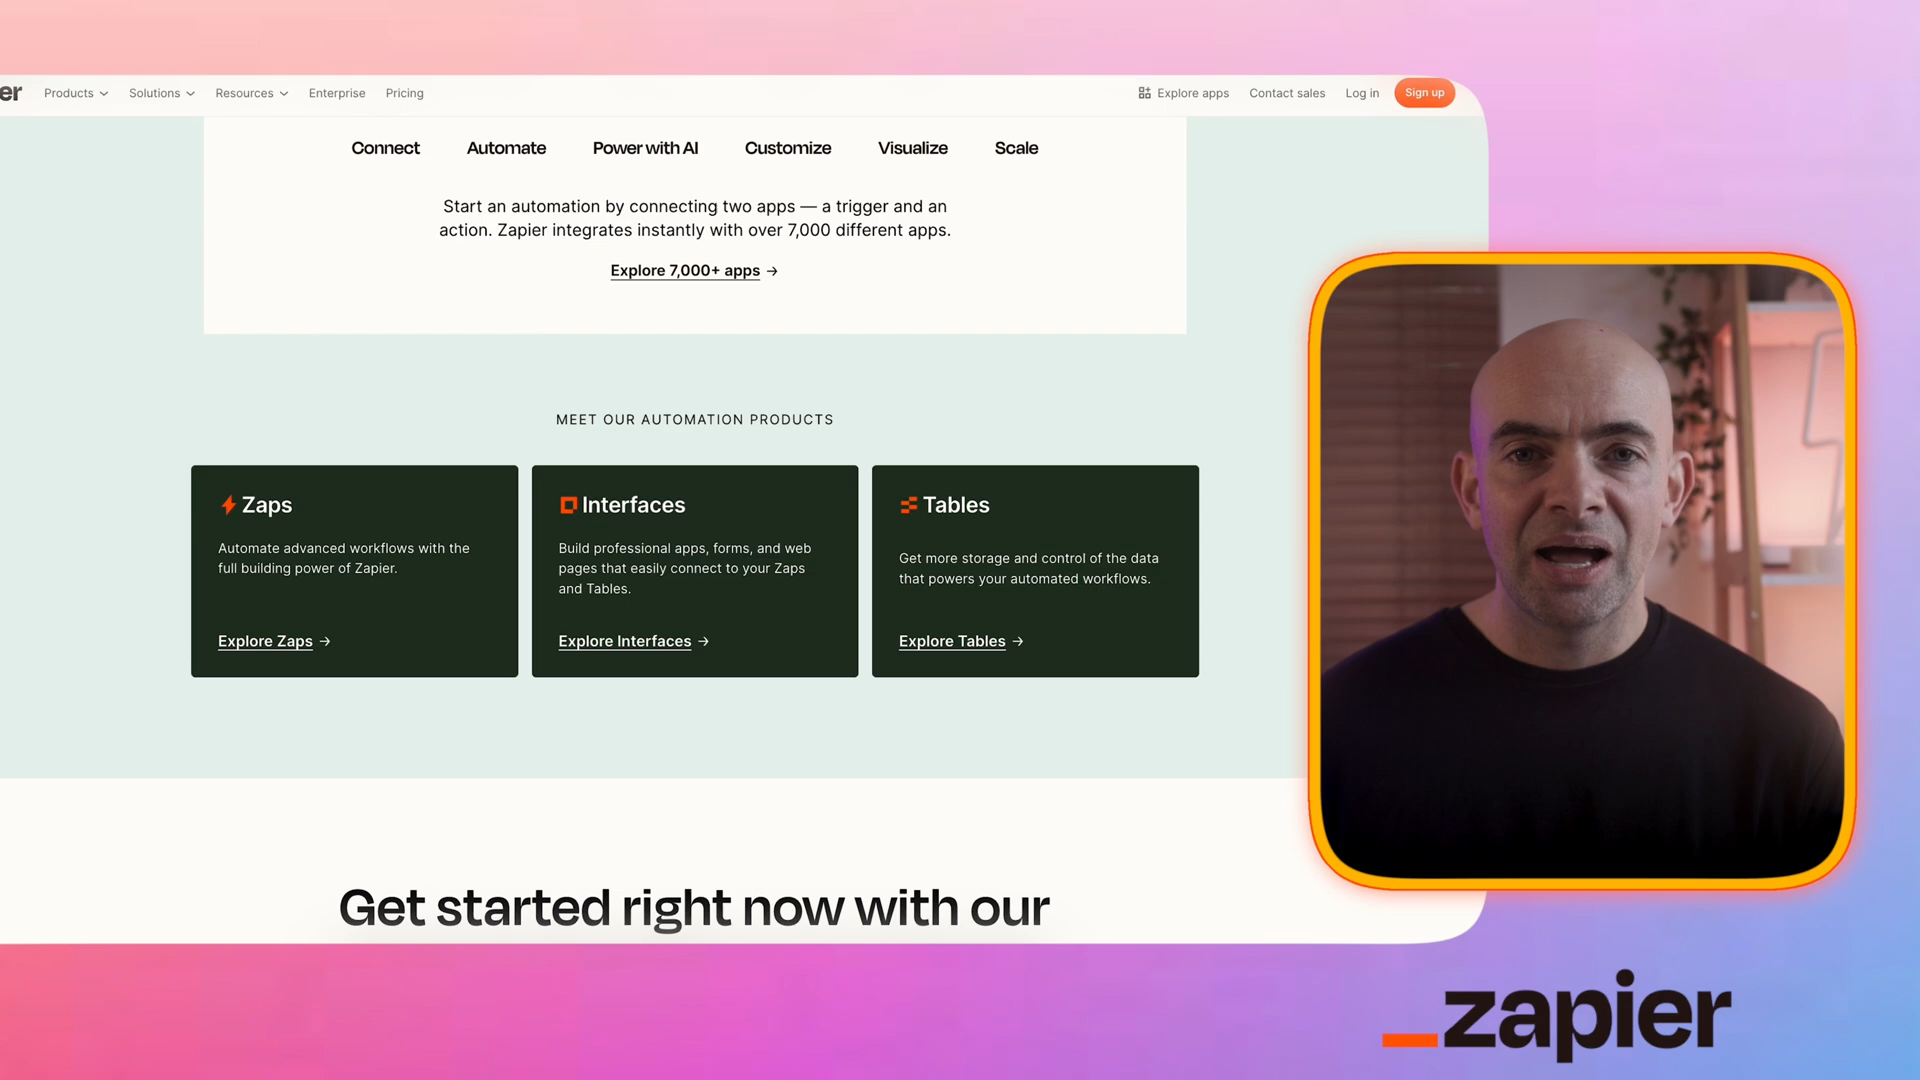 er Products Solutions Resources Enterprise Pricing Explore apps Contact sales Log in Sign up
Connect Automate Power with AI Customize Visualize Scale
Start an automation by connecting two apps — a trigger and an
action. Zapier integrates instantly with over 7,000 different apps.
Explore 7,000+ apps →
MEET OUR AUTOMATION PRODUCTS
Zaps
Automate advanced workflows with the
full building power of Zapier.
Explore Zaps →
Interfaces
Build professional apps, forms, and web
pages that easily connect to your Zaps
and Tables.
Explore Interfaces →
Tables
Get more storage and control of the data
that powers your automated workflows.
Explore Tables →
Get started right now with our
_zapier